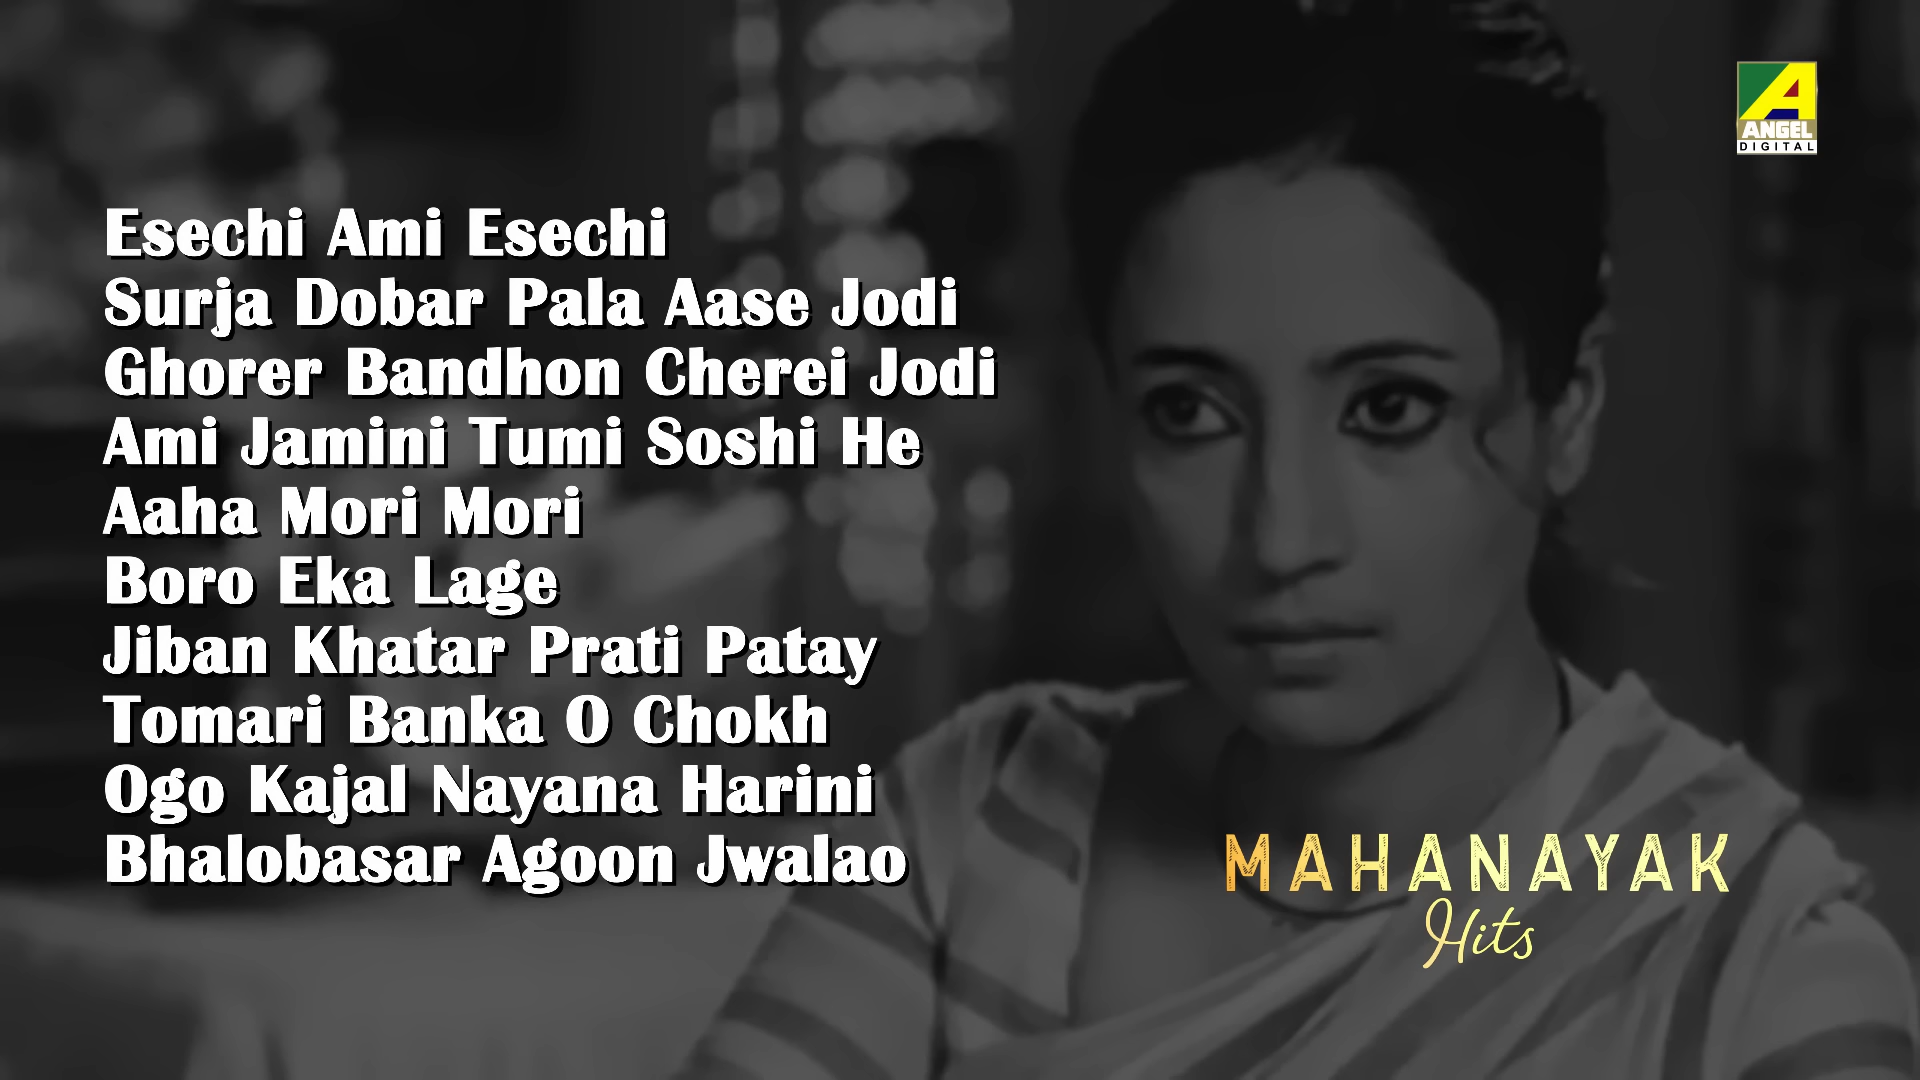 ANGEL
DIGITAL
Esechi Ami Esechi
Surja Dobar Pala Aase Jodi
Ghorer Bandhon Cherei Jodi
Ami Jamini Tumi Soshi He
Aaha Mori Mori
Boro Eka Lage
Jiban Khatar Prati Patay
Tomari Banka O Chokh
Ogo Kajal Nayana Harini
Bhalobasar Agoon Jwalao
MAHANAYAK
Hits